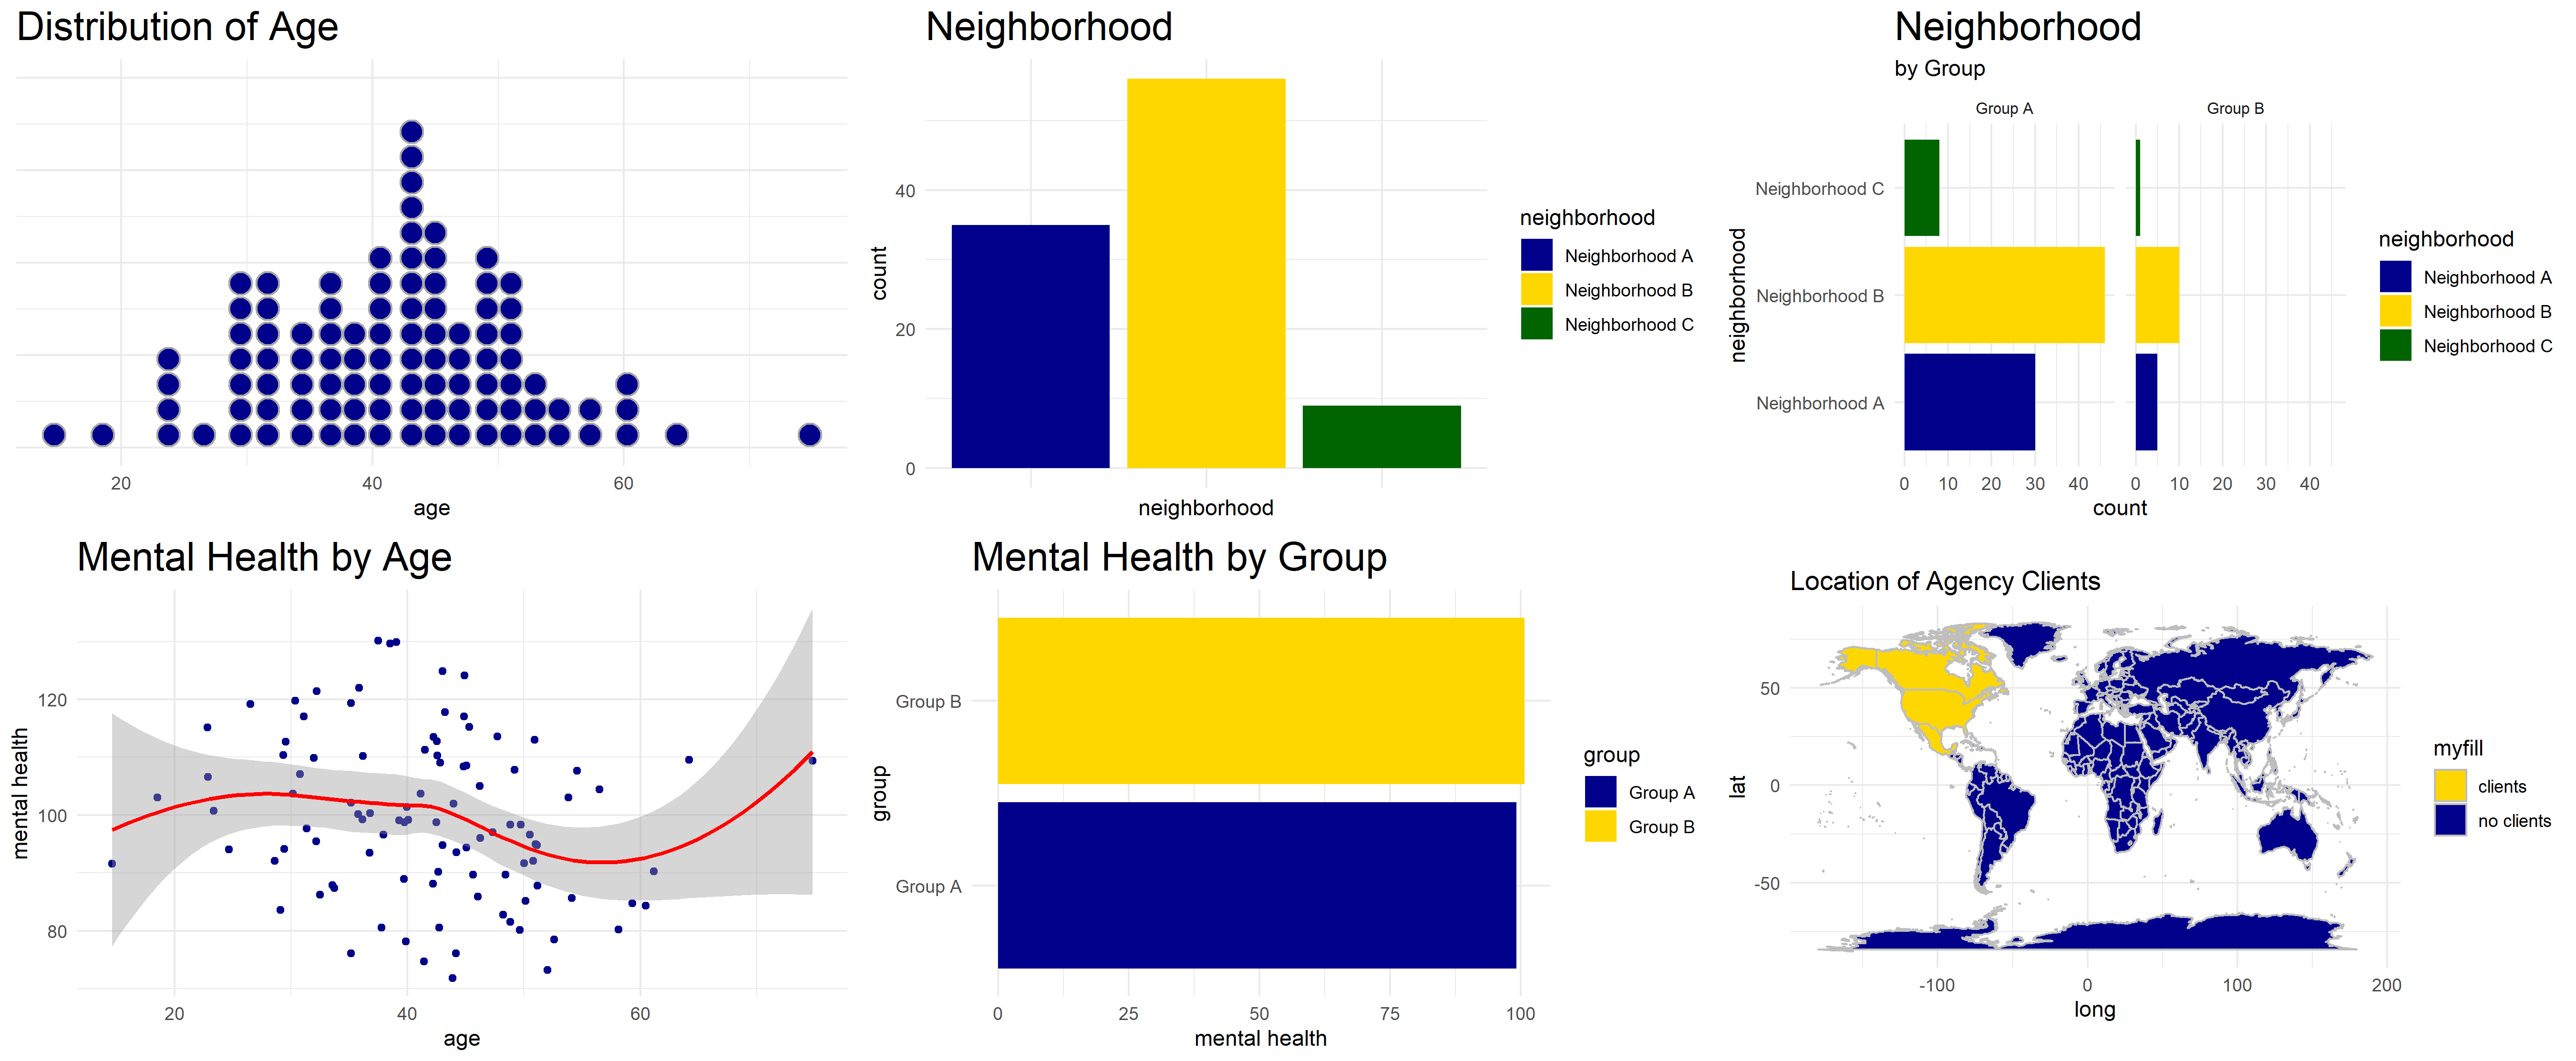 Distribution of Age
20
40
60
age
Neighborhood
40
20
0
count
neighborhood
neighborhood
Neighborhood A
Neighborhood B
Neighborhood C
Neighborhood
by Group
Group A
Group B
Neighborhood C
Neighborhood B
Neighborhood A
neighborhood
0 10 20 30 40
0 10 20 30 40
count
neighborhood
Neighborhood A
Neighborhood B
Neighborhood C
Mental Health by Age
120
100
80
mental health
20
40
60
age
Mental Health by Group
Group B
Group A
group
0
25
50
75
100
mental health
group
Group A
Group B
Location of Agency Clients
50
0
-50
lat
-100
0
100
200
long
myfill
clients
no clients